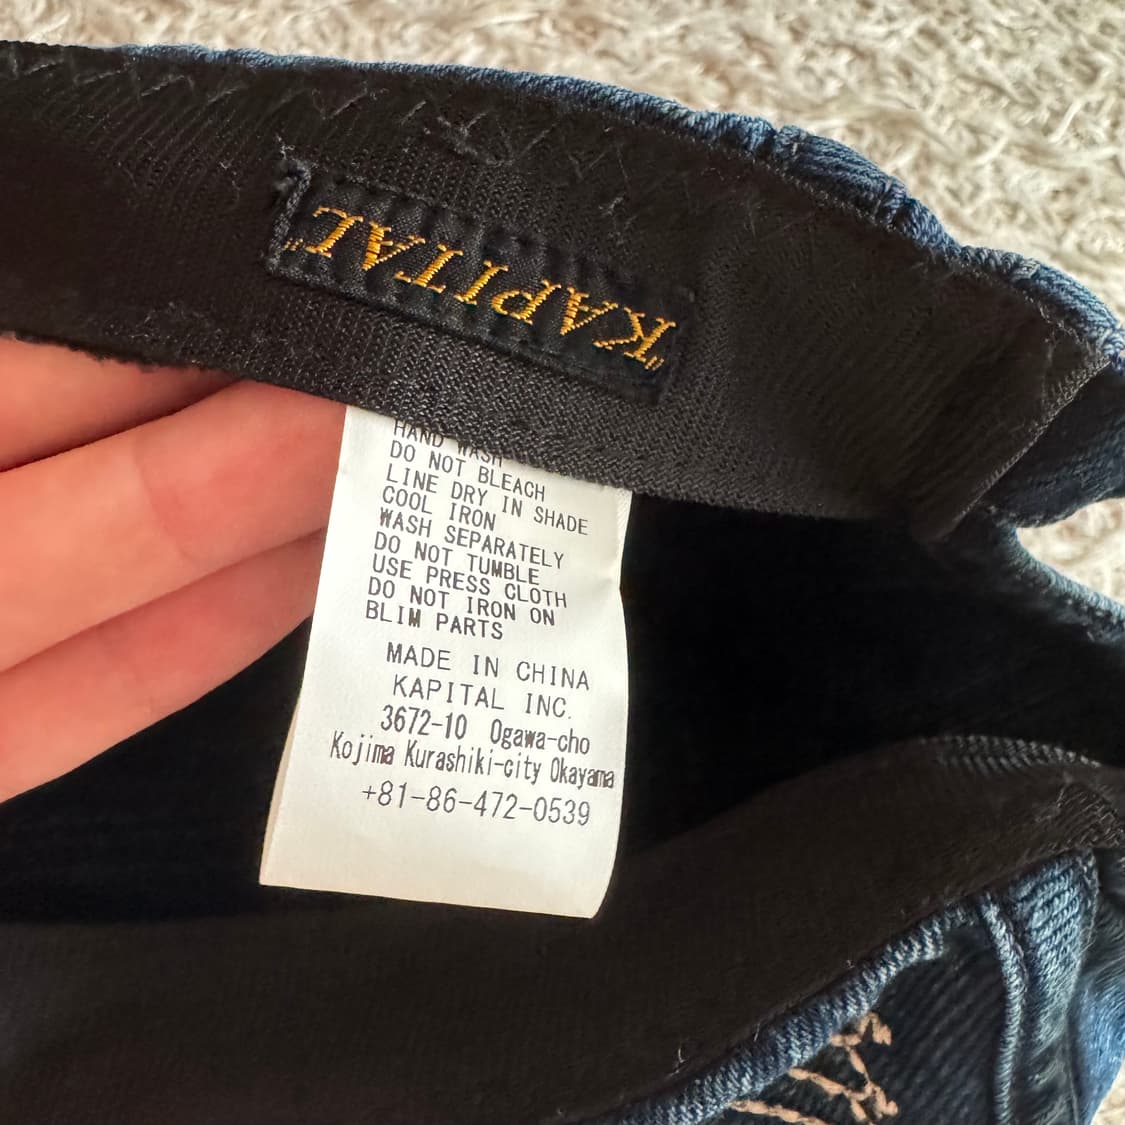 "KAPITAL"
HAND WASH
DO NOT BLEACH
LINE DRY IN SHADE
COOL IRON
WASH SEPARATELY
DO NOT TUMBLE
USE PRESS CLOTH
DO NOT IRON ON
BLIM PARTS
MADE IN CHINA
KAPITAL INC.
3672-10 Ogawa-cho
Kojima Kurashiki-city Okayama
+81-86-472-0539